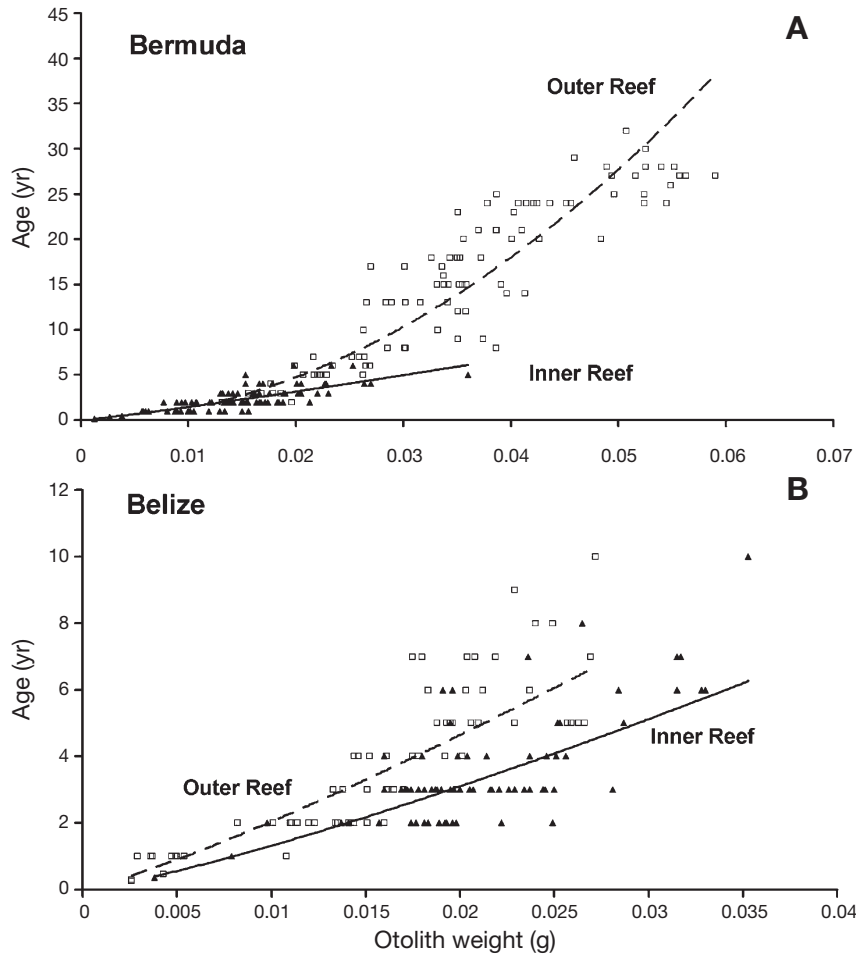 A
Bermuda
45
40
35
30
25
20
15
10
5
0
Age (yr)
Outer Reef
Inner Reef
0 0.01 0.02 0.03 0.04 0.05 0.06 0.07
B
Belize
12
10
8
6
4
2
0
Age (yr)
Outer Reef
Inner Reef
0 0.005 0.01 0.015 0.02 0.025 0.03 0.035 0.04
Otolith weight (g)